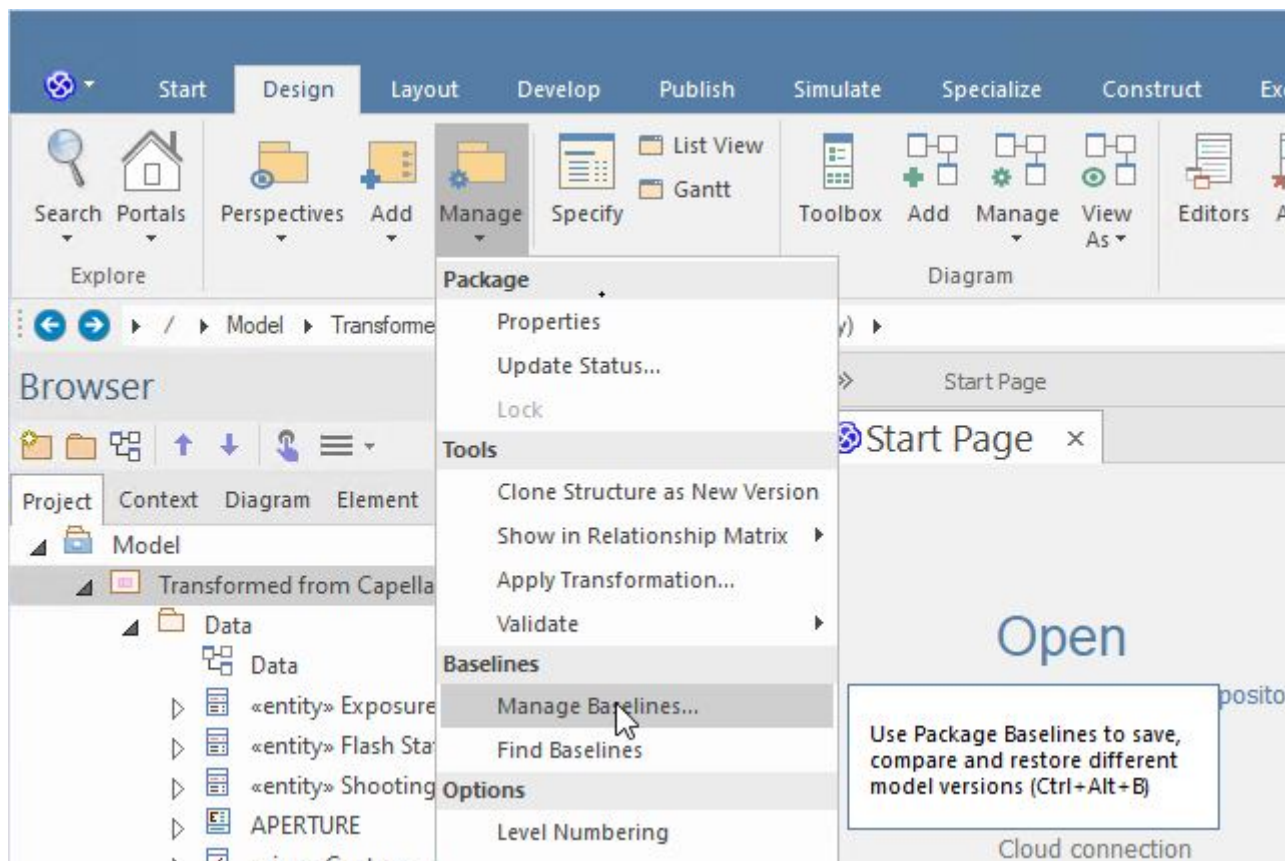 Start Design Layout Develop Publish Simulate Specialize Construct
List View
Gantt
Search Portals Perspectives Add Manage Specify Toolbox Add Manage View As Editors
Explore Diagram
Package
Properties
Update Status...
Lock
Tools
Clone Structure as New Version
Show in Relationship Matrix
Apply Transformation...
Validate
Baselines
Manage Baselines...
Find Baselines
Options
Level Numbering
/ Model Transforme y)
Browser
Project Context Diagram Element
Model
Transformed from Capella
Data
Data
«entity» Exposure
«entity» Flash Sta
«entity» Shooting
APERTURE
» Start Page
Start Page ×
Open
posito
Use Package Baselines to save,
compare and restore different
model versions (Ctrl+Alt+B)
Cloud connection